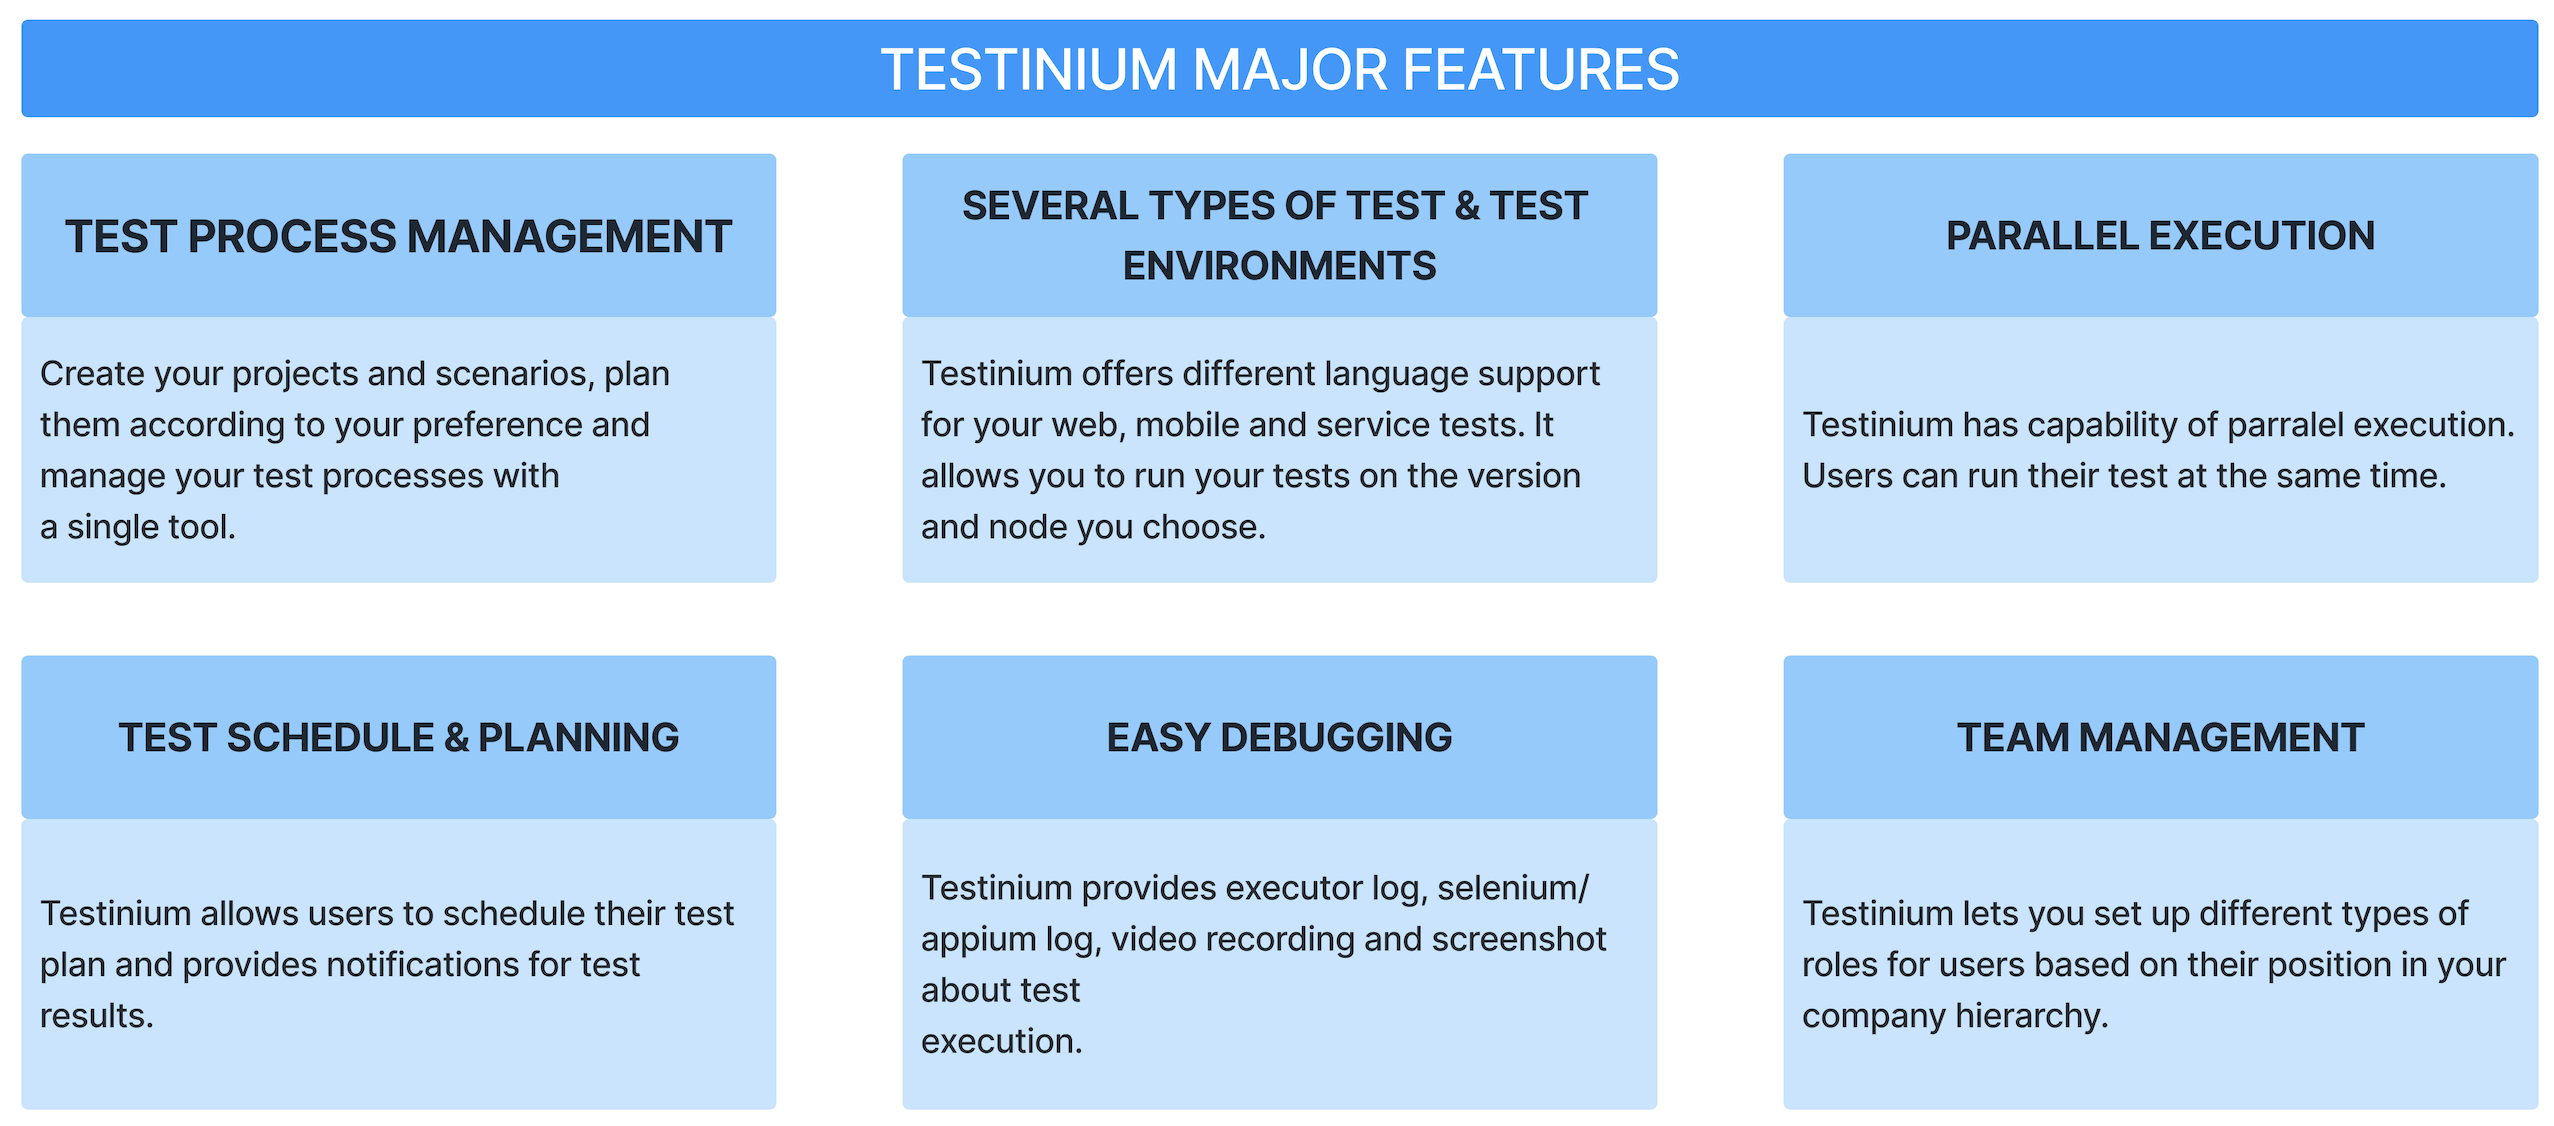 TESTINIUM MAJOR FEATURES
TEST PROCESS MANAGEMENT
Create your projects and scenarios, plan
them according to your preference and
manage your test processes with
a single tool.
SEVERAL TYPES OF TEST & TEST
ENVIRONMENTS
Testinium offers different language support
for your web, mobile and service tests. It
allows you to run your tests on the version
and node you choose.
PARALLEL EXECUTION
Testinium has capability of parralel execution.
Users can run their test at the same time.
TEST SCHEDULE & PLANNING
Testinium allows users to schedule their test
plan and provides notifications for test
results.
EASY DEBUGGING
Testinium provides executor log, selenium/
appium log, video recording and screenshot
about test
execution.
TEAM MANAGEMENT
Testinium lets you set up different types of
roles for users based on their position in your
company hierarchy.